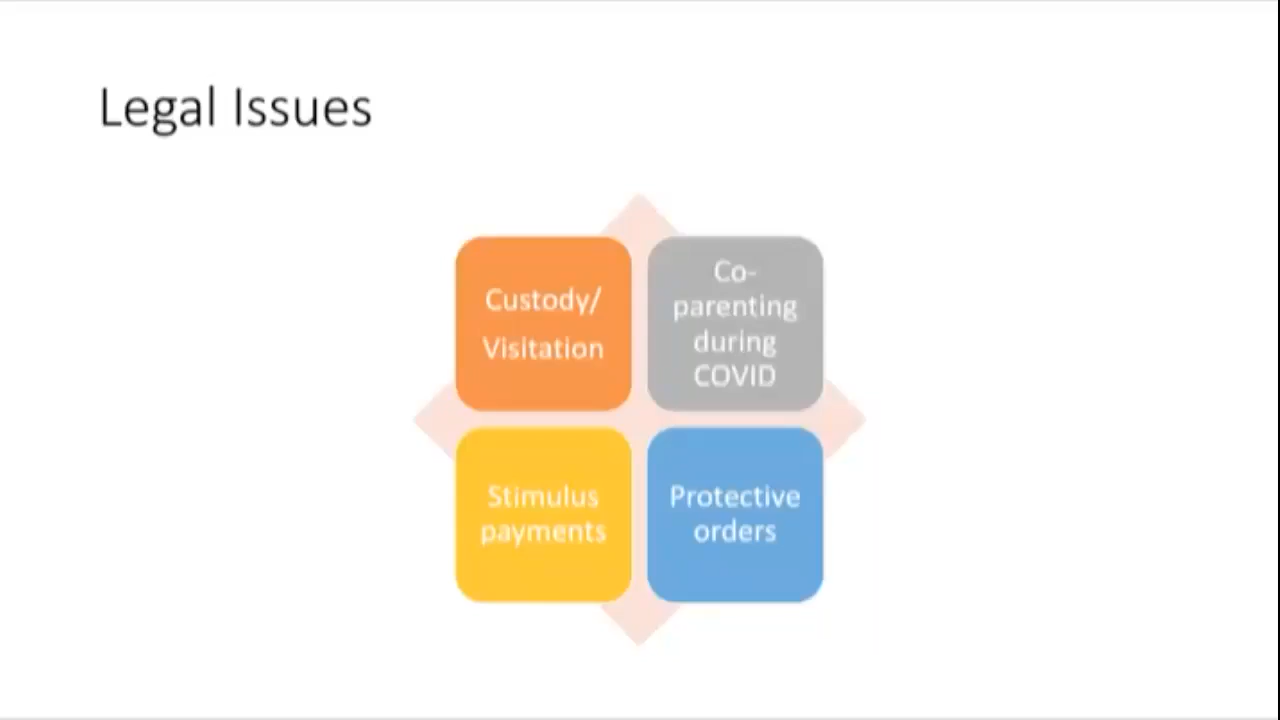 Legal Issues
Custody/
Visitation
Co-
parenting
during
COVID
Stimulus
payments
Protective
orders